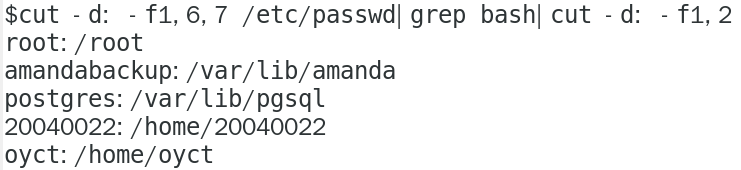 $cut -d: -f1,6,7 /etc/passwd| grep bash| cut -d: -f1,2
root:/root
amandabackup:/var/lib/amanda
postgres:/var/lib/pgsql
20040022:/home/20040022
oyct:/home/oyct